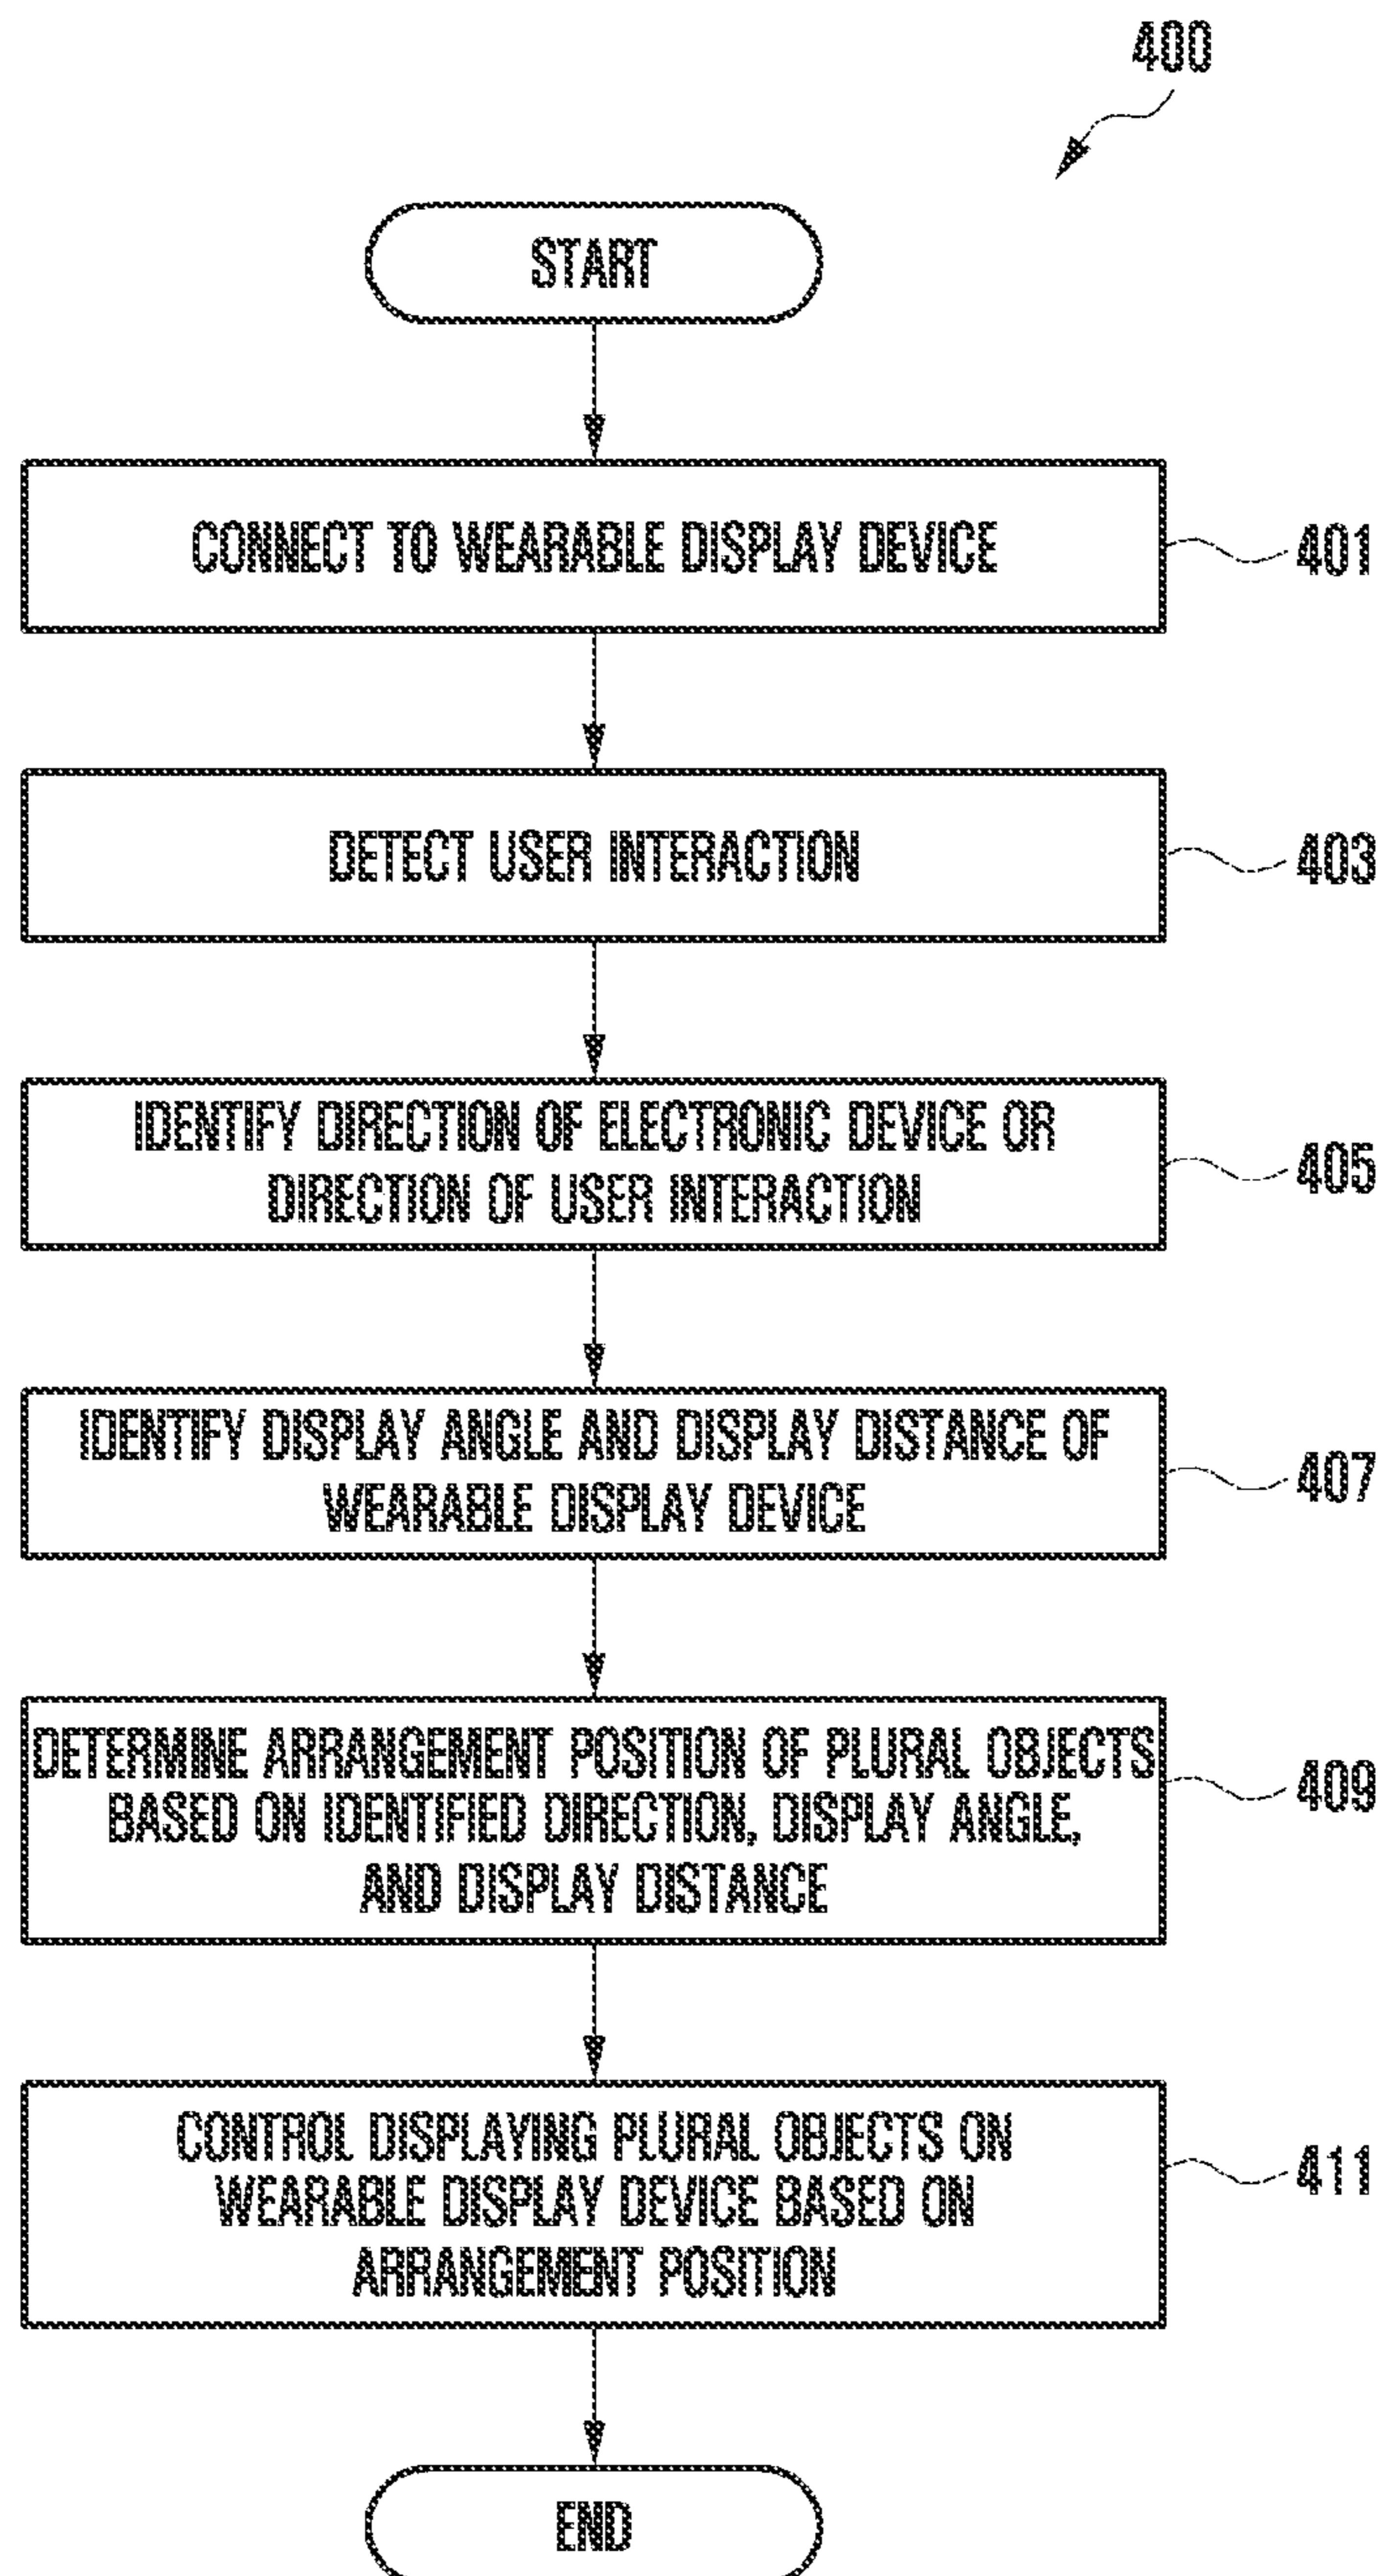 400
START
CONNECT TO WEARABLE DISPLAY DEVICE
401
DETECT USER INTERACTION
403
IDENTIFY DIRECTION OF ELECTRONIC DEVICE OR
DIRECTION OF USER INTERACTION
405
IDENTIFY DISPLAY ANGLE AND DISPLAY DISTANCE OF
WEARABLE DISPLAY DEVICE
407
DETERMINE ARRANGEMENT POSITION OF PLURAL OBJECTS
BASED ON IDENTIFIED DIRECTION, DISPLAY ANGLE,
AND DISPLAY DISTANCE
409
CONTROL DISPLAYING PLURAL OBJECTS ON
WEARABLE DISPLAY DEVICE BASED ON
ARRANGEMENT POSITION
411
END